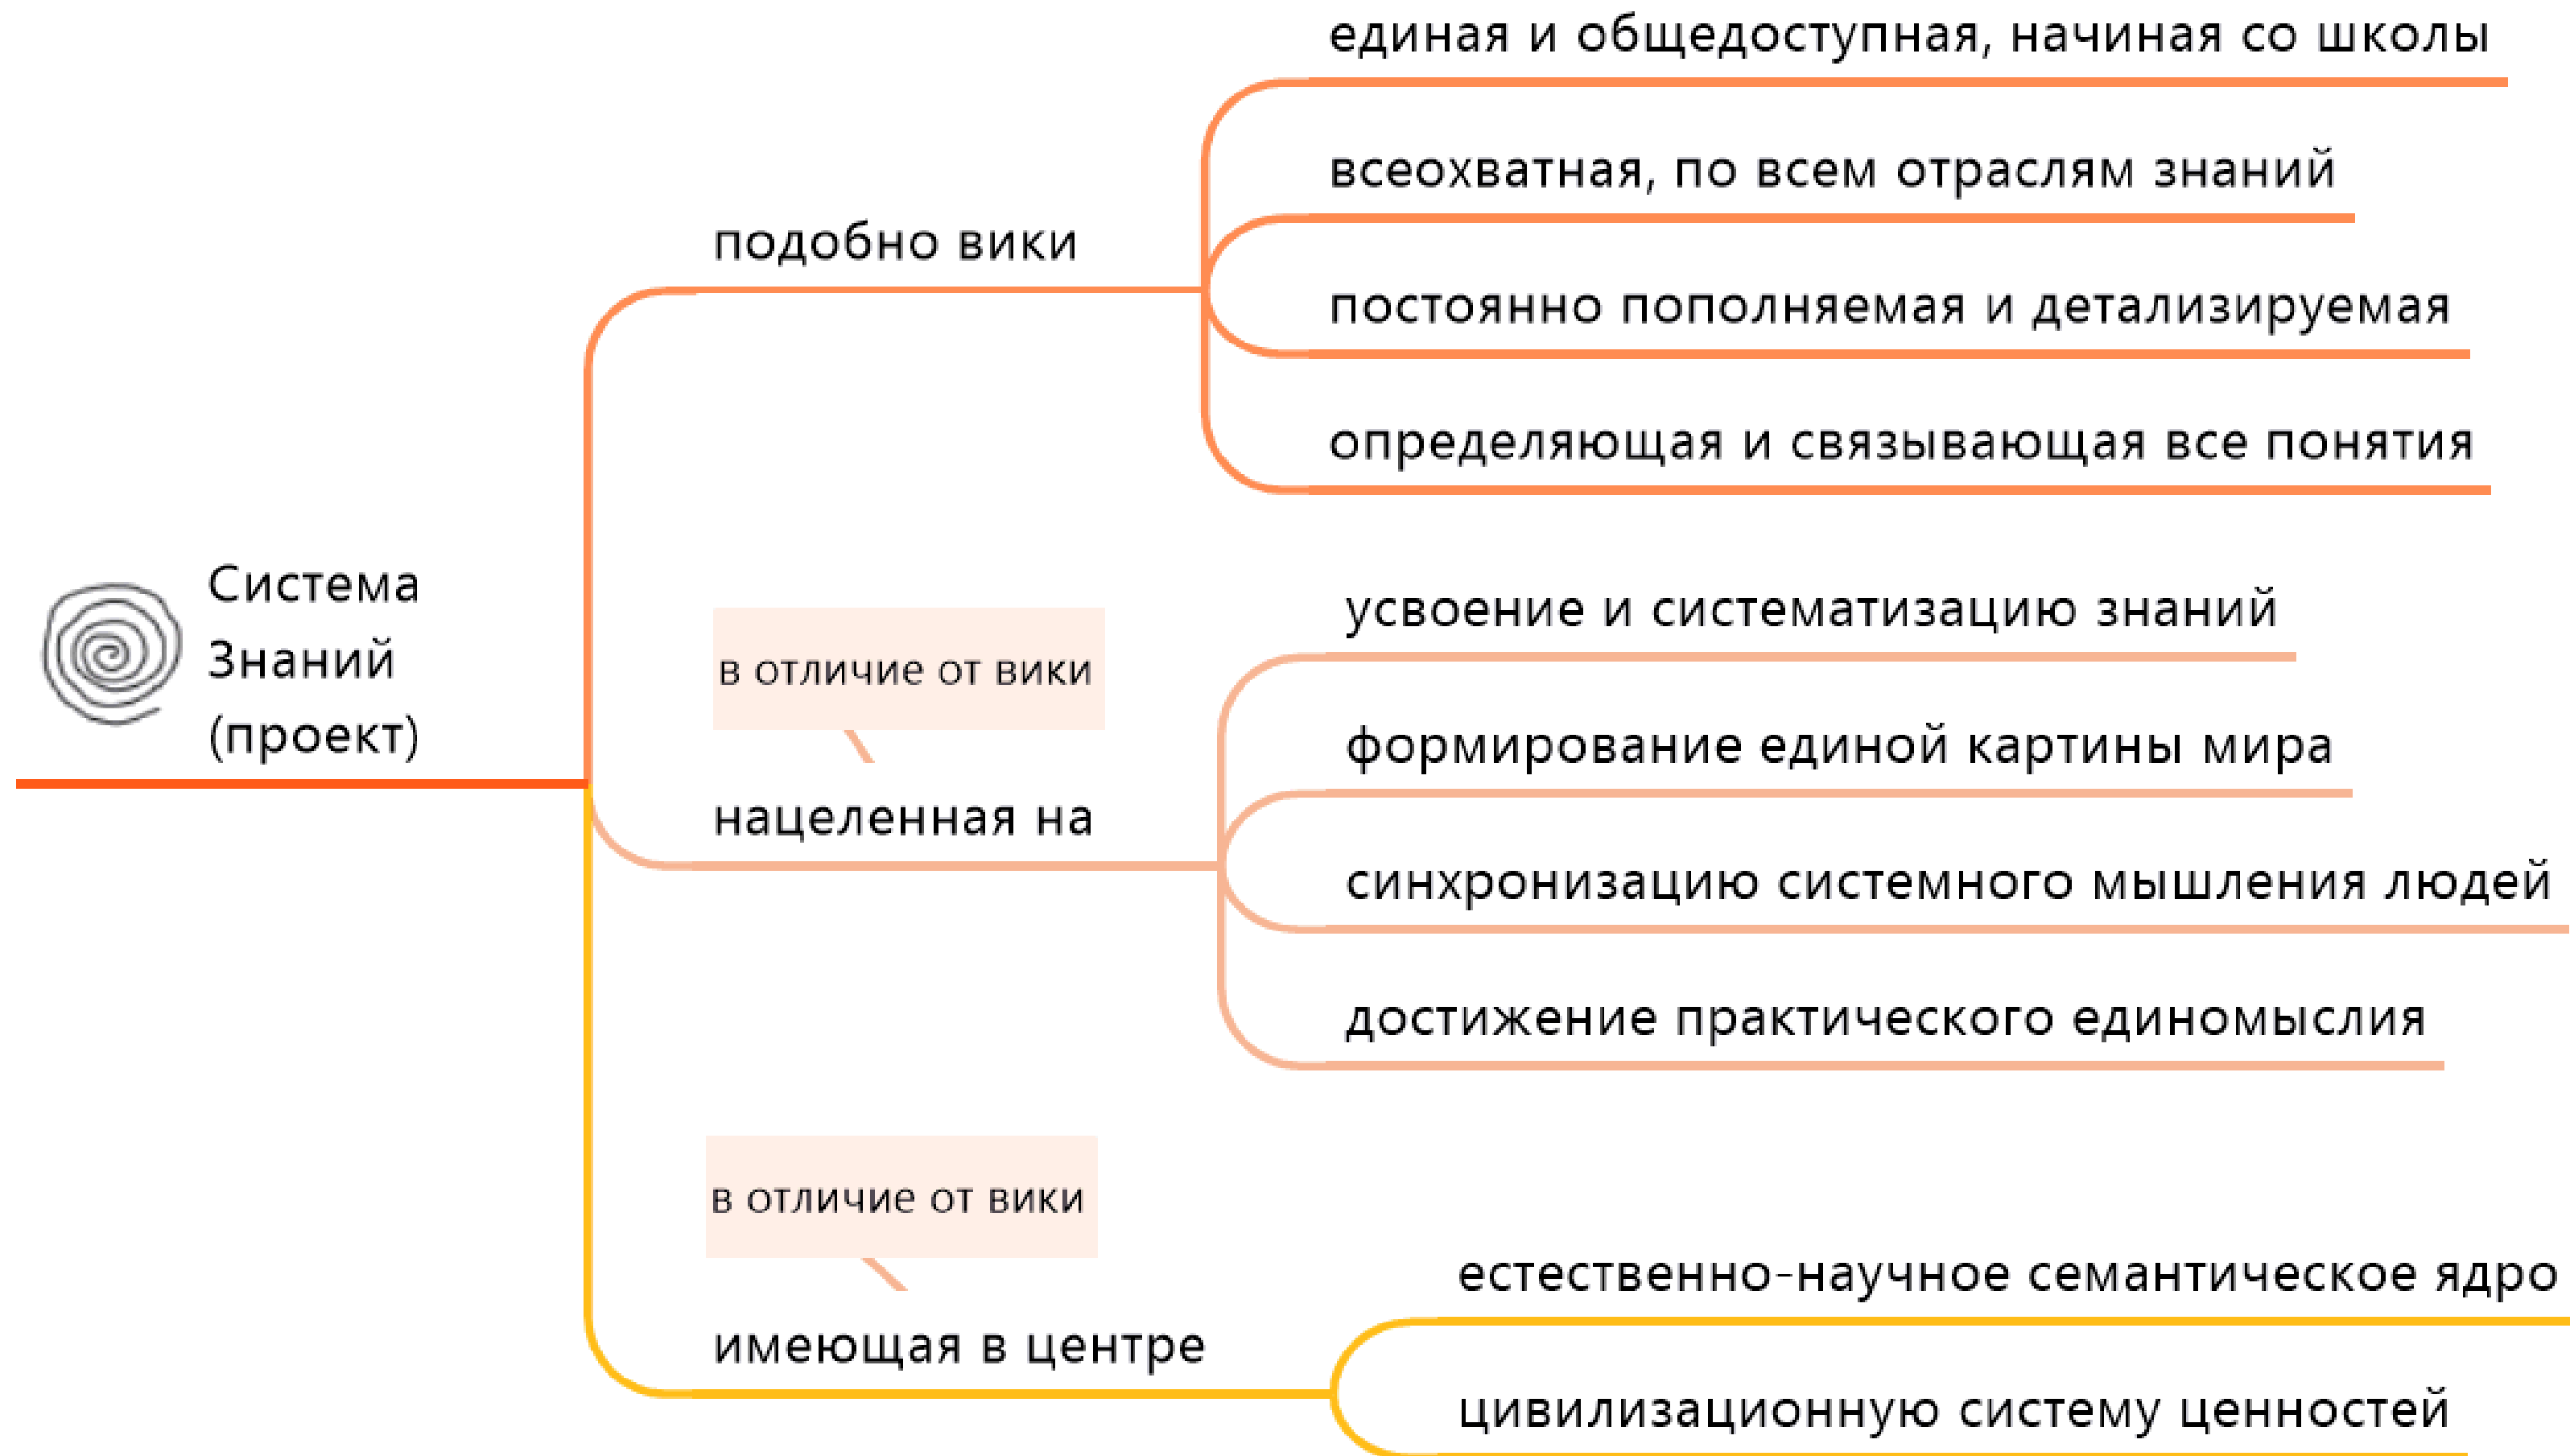 Система
Знаний
(проект)
подобно вики
единая и общедоступная, начиная со школы
всеохватная, по всем отраслям знаний
постоянно пополняемая и детализируемая
определяющая и связывающая все понятия
в отличие от вики
нацеленная на
усвоение и систематизацию знаний
формирование единой картины мира
синхронизацию системного мышления людей
достижение практического единомыслия
в отличие от вики
имеющая в центре
естественно-научное семантическое ядро
цивилизационную систему ценностей